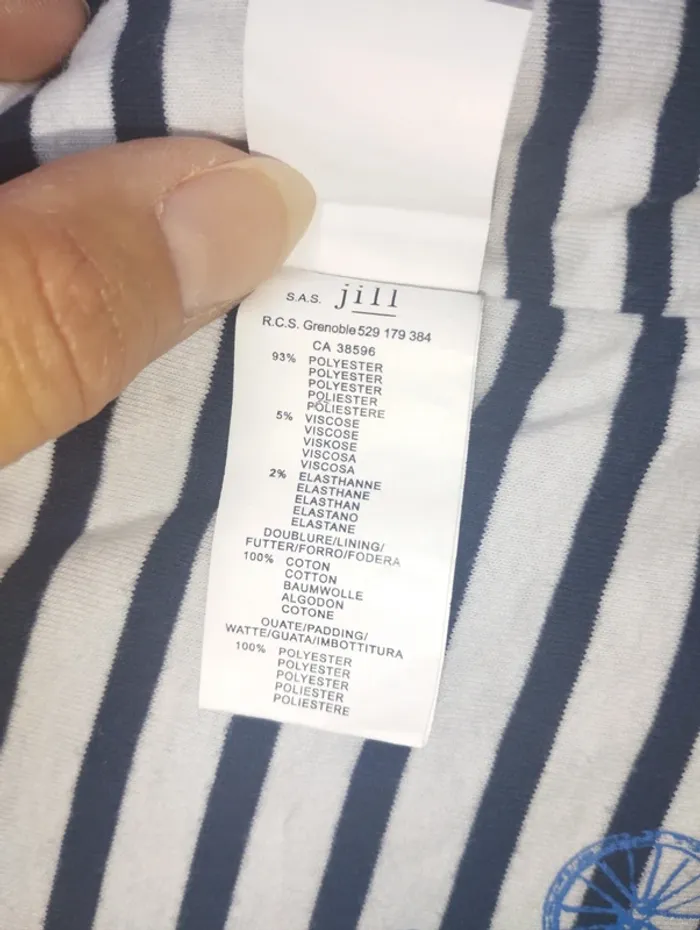 S.A.S. jill
R.C.S. Grenoble 529 179 384
CA 38596
93% POLYESTER
POLYESTER
POLYESTER
POLIESTER
POLIESTERE
5% VISCOSE
VISCOSE
VISKOSE
VISCOSA
VISCOSA
2% ELASTHANNE
ELASTHANE
ELASTHAN
ELASTANO
ELASTANE
DOUBLURE/LINING/
FUTTER/FORRO/FODERA
100% COTON
COTTON
BAUMWOLLE
ALGODON
COTONE
OUATE/PADDING/
WATTE/GUATA/IMBOTTITURA
100% POLYESTER
POLYESTER
POLYESTER
POLIESTER
POLIESTERE